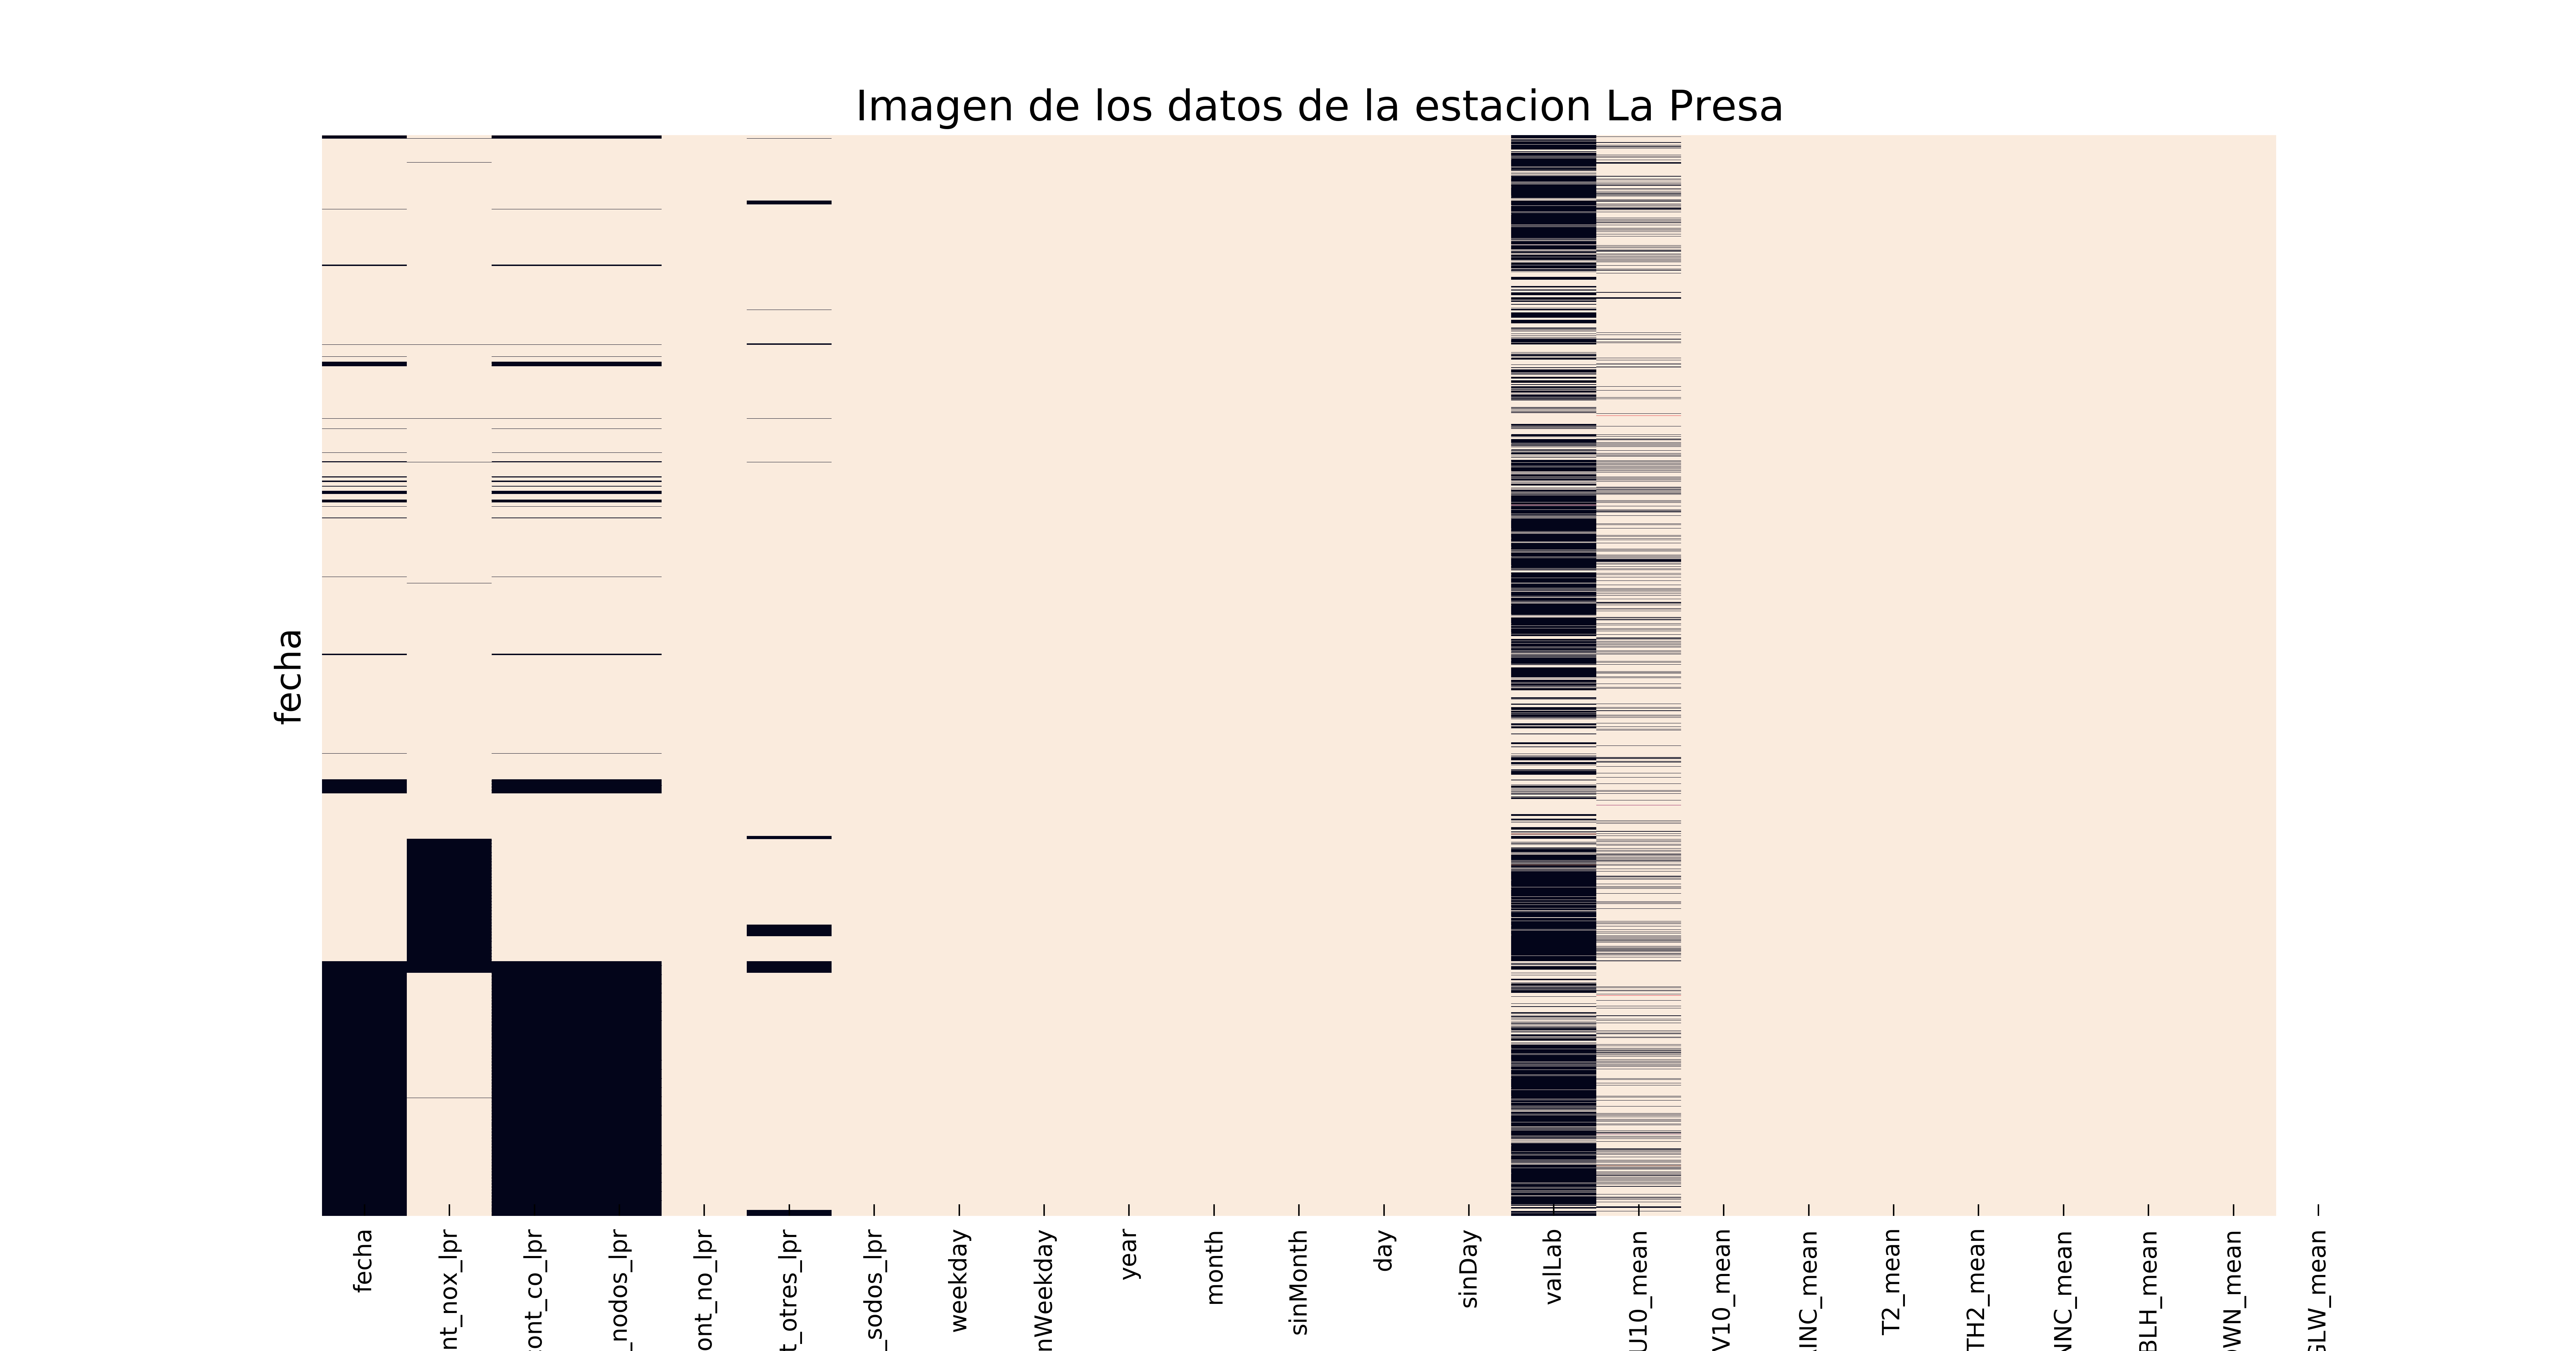 Imagen de los datos de la estacion La Presa
fecha
fecha
nt_nox_lpr
cont_co_lpr
_nodos_lpr
ont_no_lpr
t_otres_lpr
_sodos_lpr
weekday
nWeekday
year
month
sinMonth
day
sinDay
valLab
U10_mean
V10_mean
INC_mean
T2_mean
TH2_mean
NNC_mean
BLH_mean
OWN_mean
GLW_mean